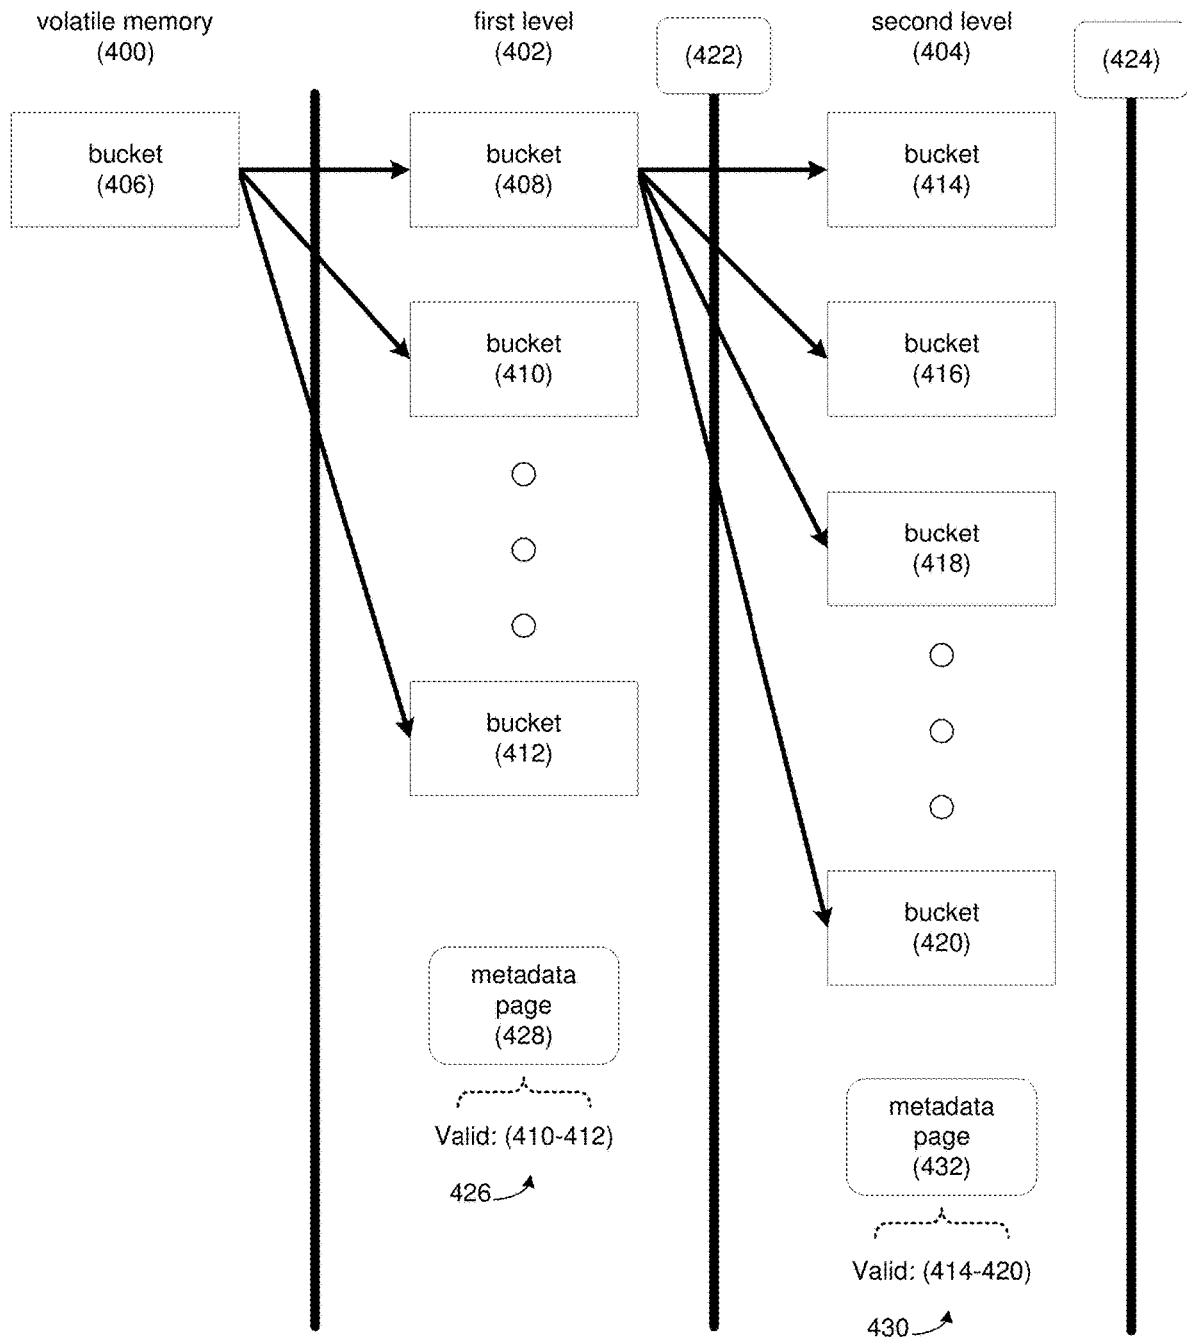 volatile memory
(400)
first level
(402)
(422)
second level
(404)
(424)
bucket
(406)
bucket
(408)
bucket
(414)
bucket
(410)
bucket
(416)
bucket
(418)
bucket
(412)
bucket
(420)
metadata
page
(428)
Valid: (410-412)
426
metadata
page
(432)
Valid: (414-420)
430